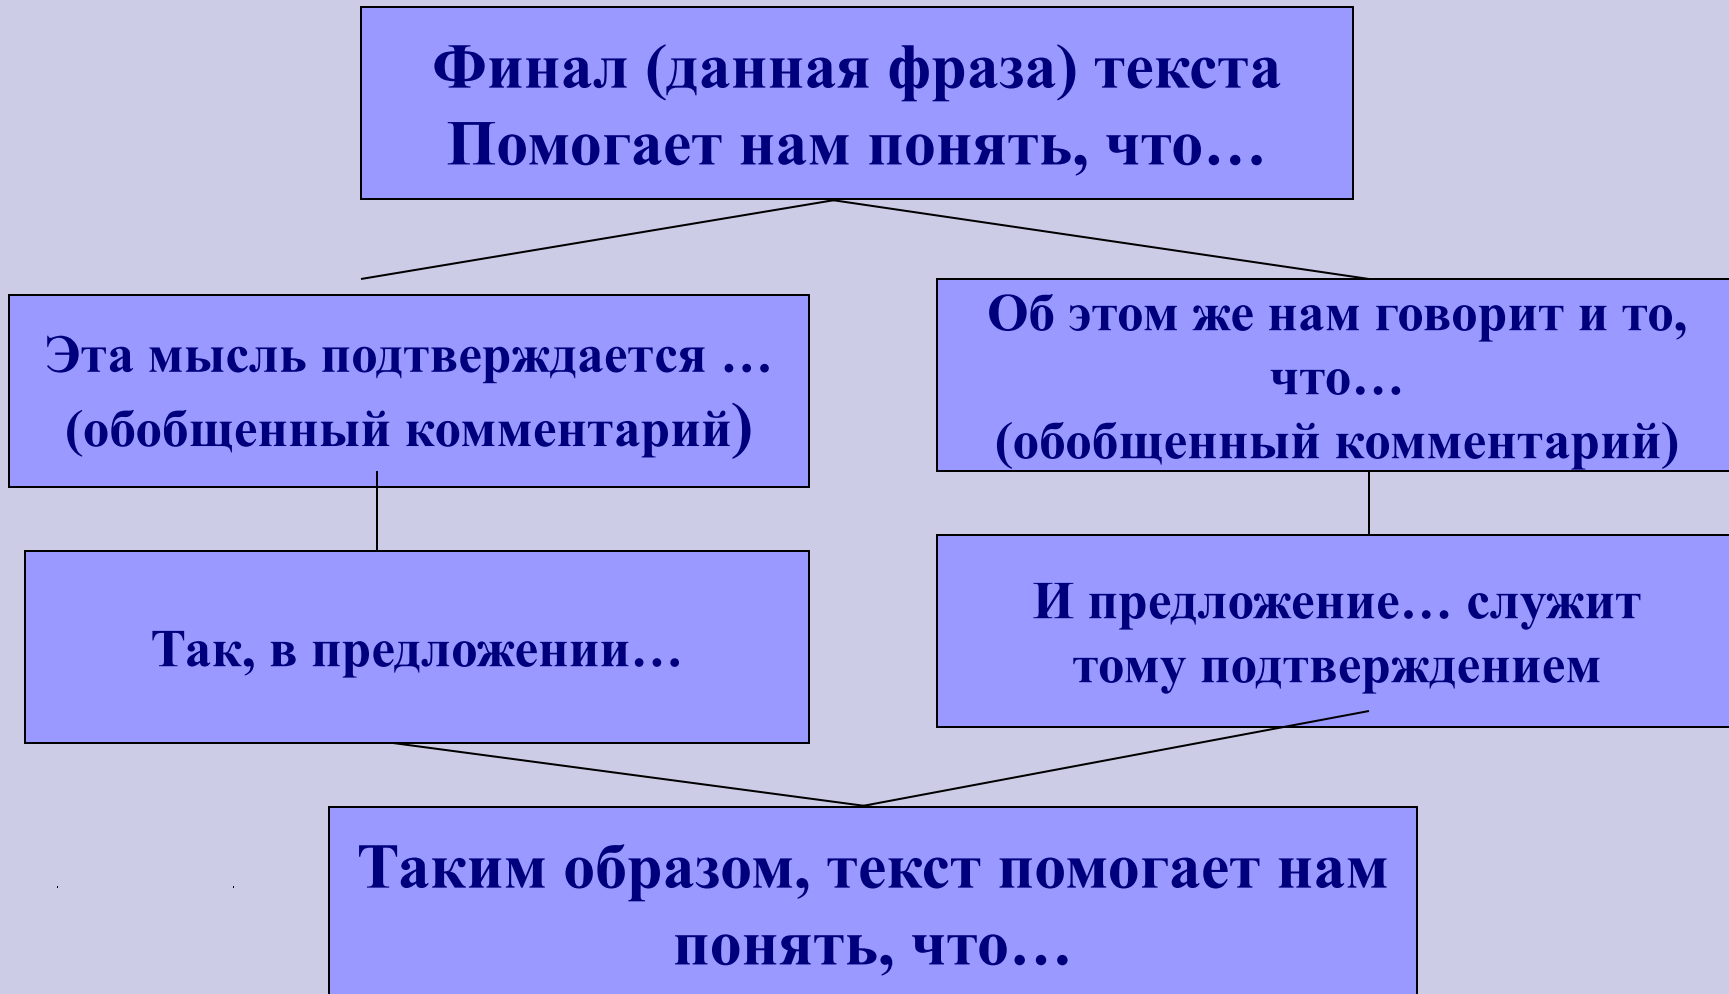 Финал (данная фраза) текста
Помогает нам понять, что…
Эта мысль подтверждается …
(обобщенный комментарий)
Об этом же нам говорит и то,
что…
(обобщенный комментарий)
Так, в предложении…
И предложение… служит
тому подтверждением
Таким образом, текст помогает нам
понять, что…